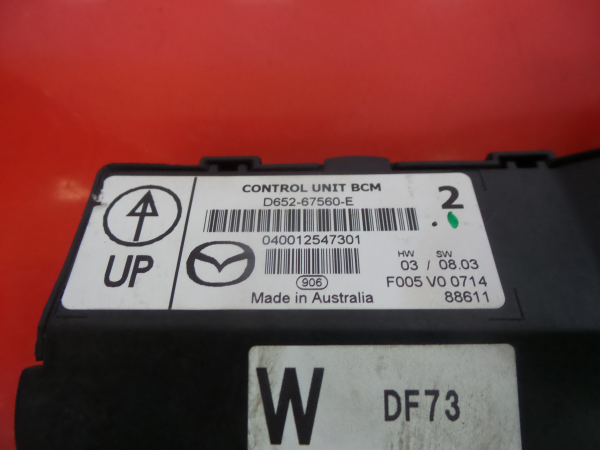 CONTROL UNIT BCM
D652-67560-E
2
.
040012547301
HW SW
03 / 08.03
UP
906
F005 V0 0714
Made in Australia
88611
W
DF73